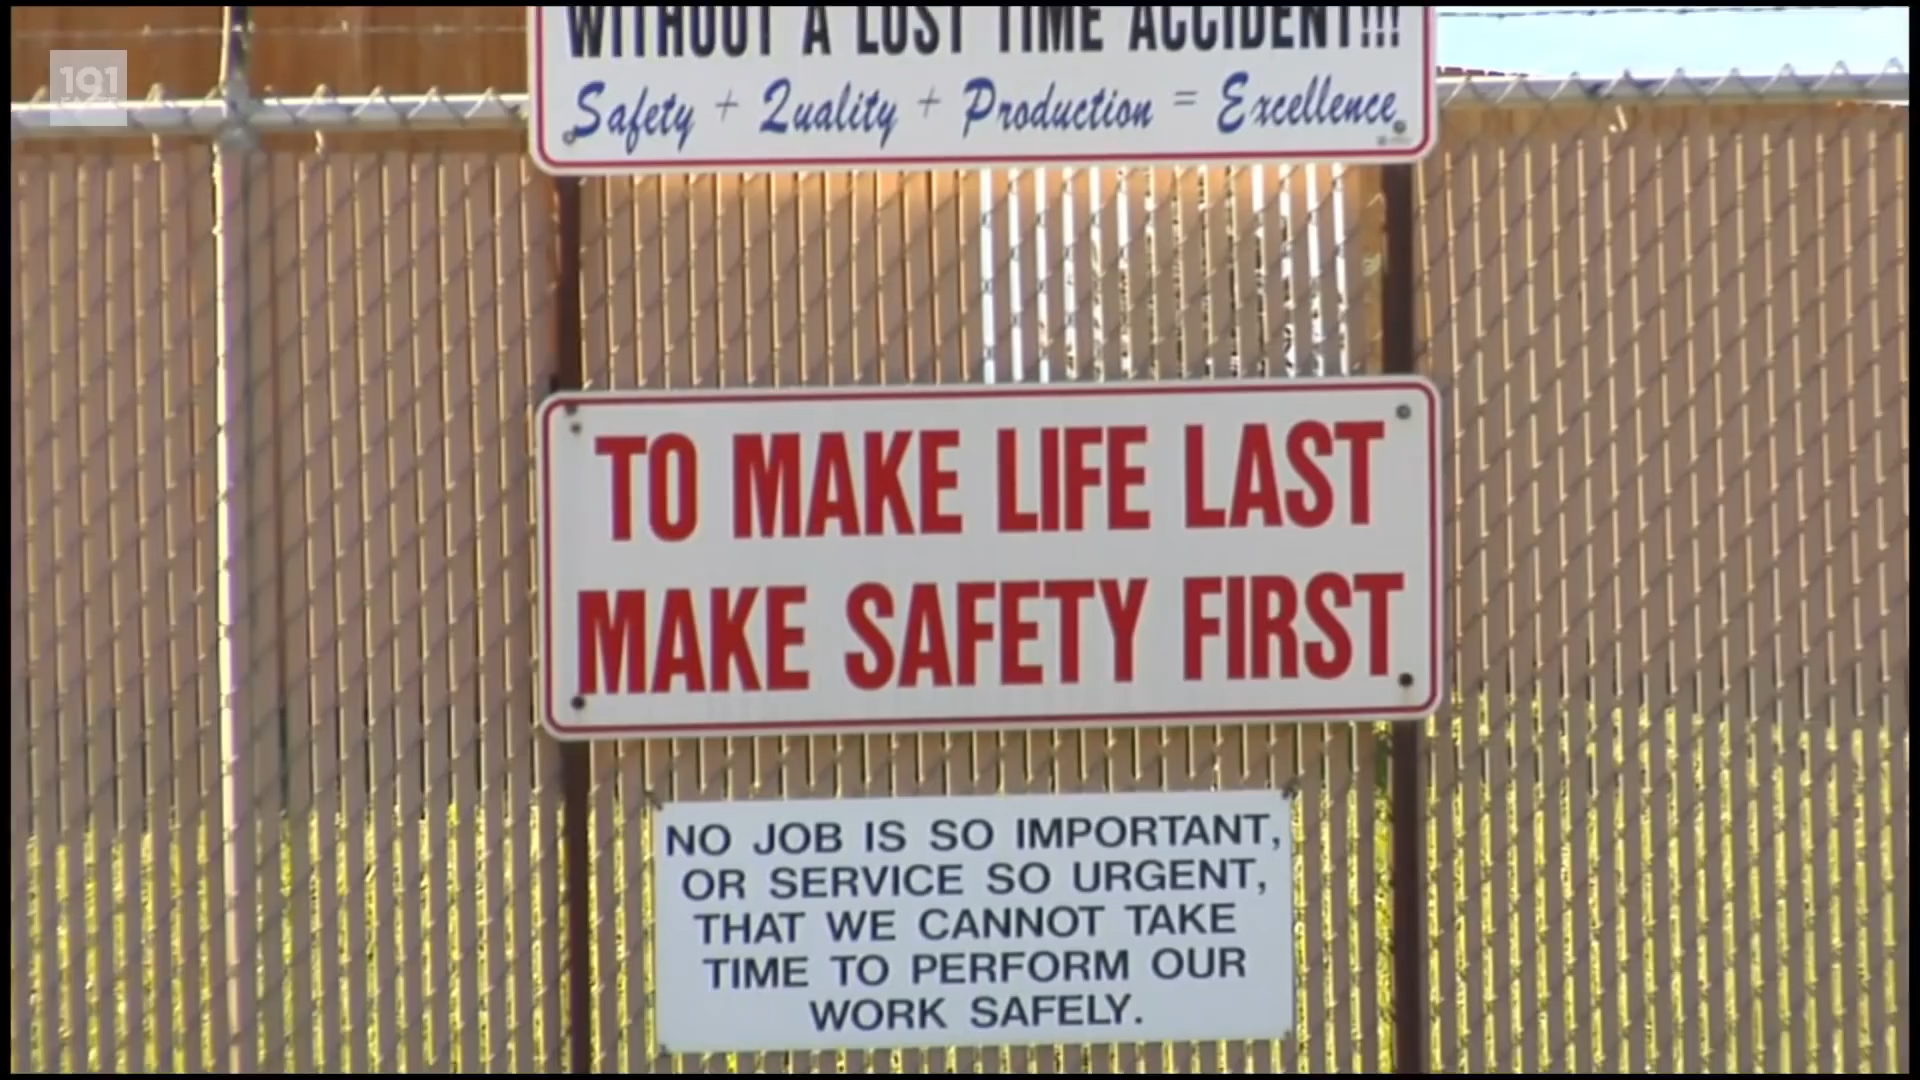 191
WITHOUT A LOST TIME ACCIDENT!!!
Safety + Quality + Production = Excellence
TO MAKE LIFE LAST
MAKE SAFETY FIRST
NO JOB IS SO IMPORTANT,
OR SERVICE SO URGENT,
THAT WE CANNOT TAKE
TIME TO PERFORM OUR
WORK SAFELY.